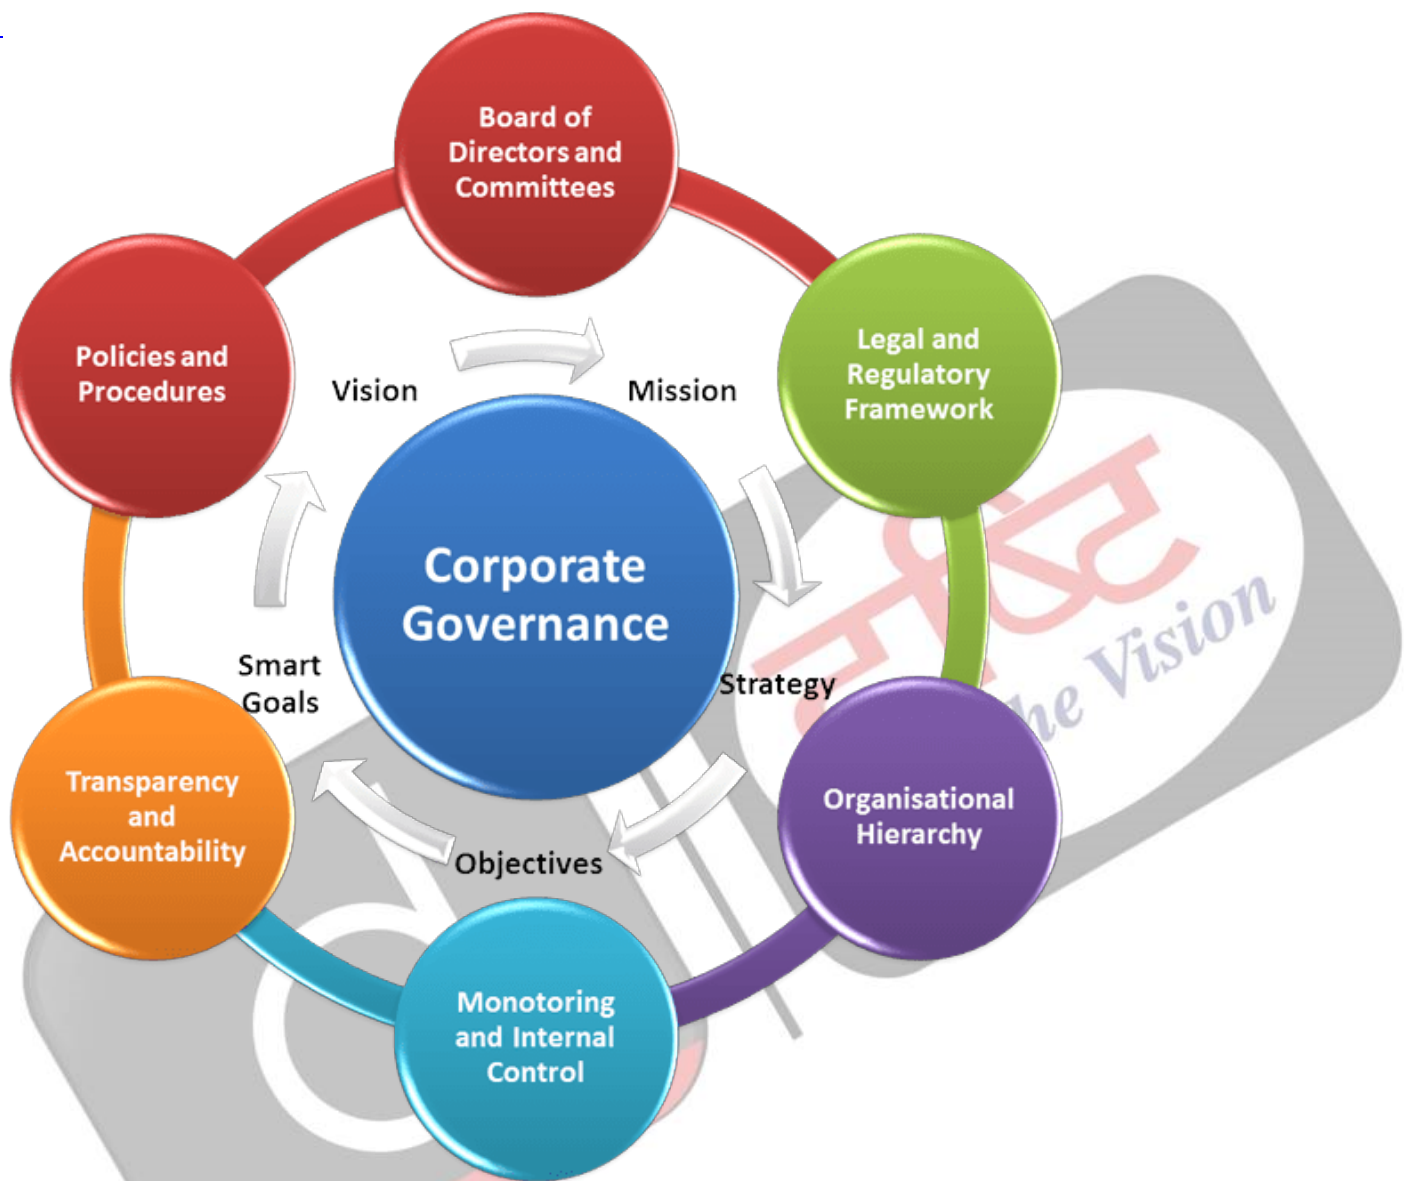 Board of
Directors and
Committees
Policies and
Procedures
Legal and
Regulatory
Framework
Vision
Mission
Corporate
Governance
Smart
Goals
Strategy
दृष्टि
The Vision
Transparency
and
Accountability
Organisational
Hierarchy
Objectives
Monotoring
and Internal
Control